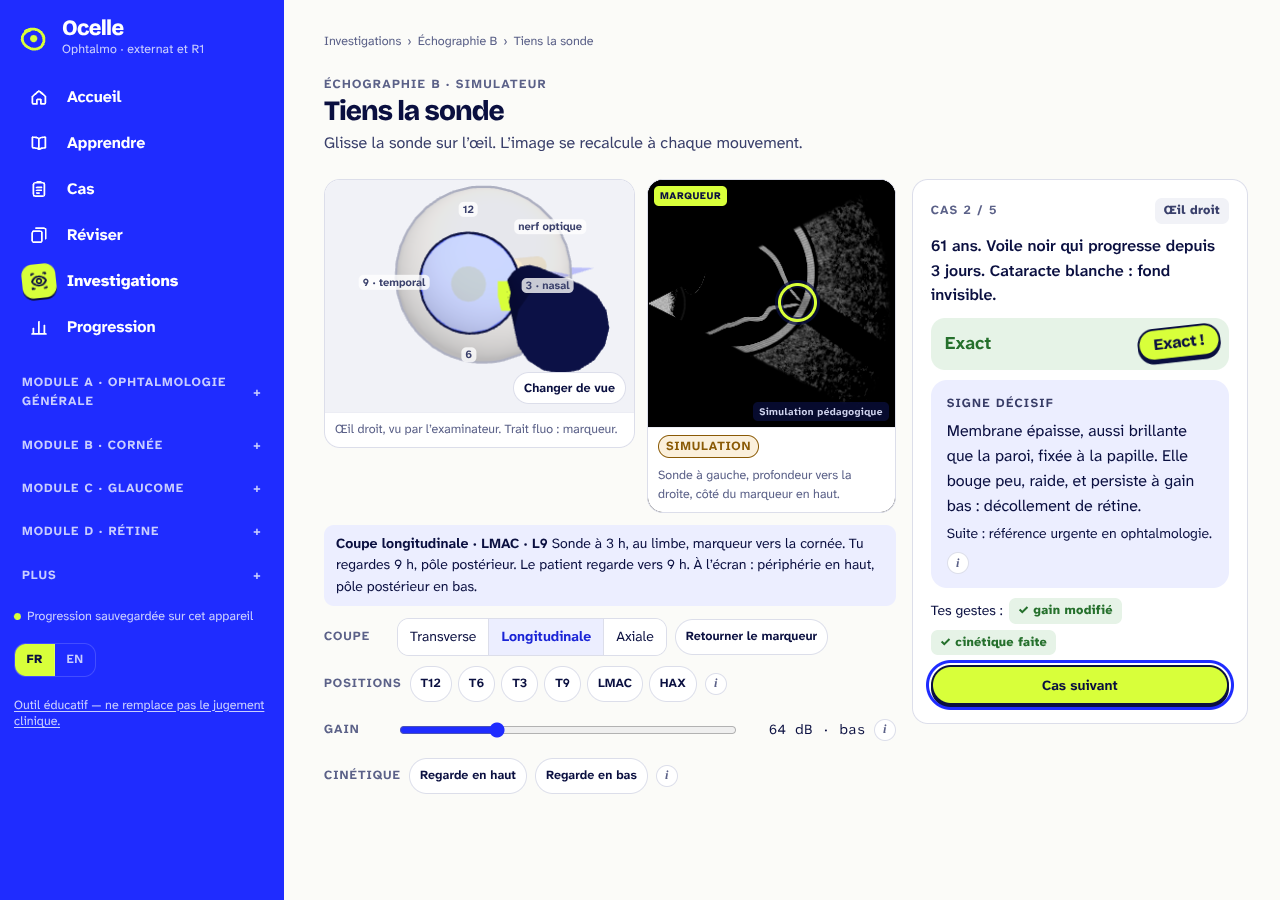 Ocelle
Ophtalmo · externat et R1
Accueil
Apprendre
Cas
Réviser
Investigations
Progression
MODULE A · OPHTALMOLOGIE
GÉNÉRALE
+
MODULE B · CORNÉE
+
MODULE C · GLAUCOME
+
MODULE D · RÉTINE
+
PLUS
+
Progression sauvegardée sur cet appareil
FR
EN
Outil éducatif — ne remplace pas le jugement
clinique.
Investigations › Échographie B › Tiens la sonde
ÉCHOGRAPHIE B · SIMULATEUR
Tiens la sonde
Glisse la sonde sur l’œil. L’image se recalcule à chaque mouvement.
12
nerf optique
9 · temporal
3 · nasal
6
Changer de vue
Œil droit, vu par l’examinateur. Trait fluo : marqueur.
MARQUEUR
Simulation pédagogique
SIMULATION
Sonde à gauche, profondeur vers la
droite, côté du marqueur en haut.
Coupe longitudinale · LMAC · L9 Sonde à 3 h, au limbe, marqueur vers la cornée. Tu
regardes 9 h, pôle postérieur. Le patient regarde vers 9 h. À l’écran : périphérie en haut,
pôle postérieur en bas.
COUPE
Transverse
Longitudinale
Axiale
Retourner le marqueur
POSITIONS
T12
T6
T3
T9
LMAC
HAX
i
GAIN
64 dB · bas
i
CINÉTIQUE
Regarde en haut
Regarde en bas
i
CAS 2 / 5
Œil droit
61 ans. Voile noir qui progresse depuis
3 jours. Cataracte blanche : fond
invisible.
Exact
Exact !
SIGNE DÉCISIF
Membrane épaisse, aussi brillante
que la paroi, fixée à la papille. Elle
bouge peu, raide, et persiste à gain
bas : décollement de rétine.
Suite : référence urgente en ophtalmologie.
i
Tes gestes :
✓ gain modifié
✓ cinétique faite
Cas suivant